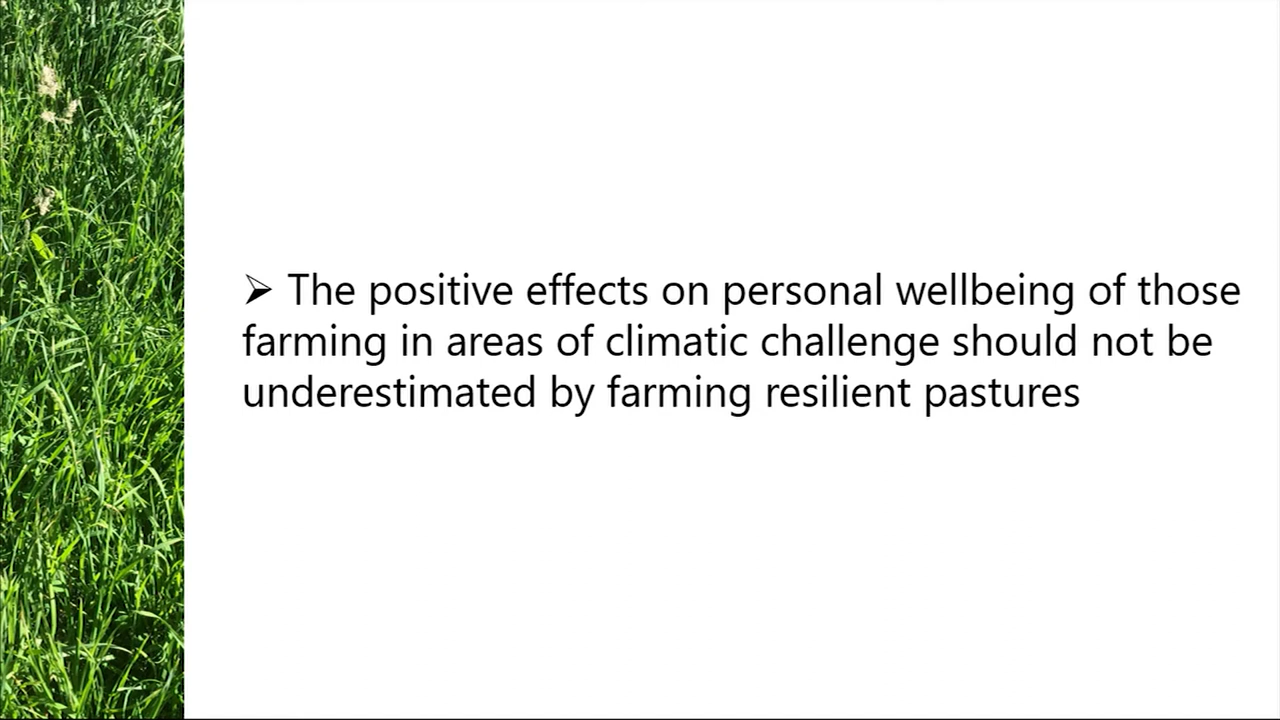 ➢ The positive effects on personal wellbeing of those
farming in areas of climatic challenge should not be
underestimated by farming resilient pastures